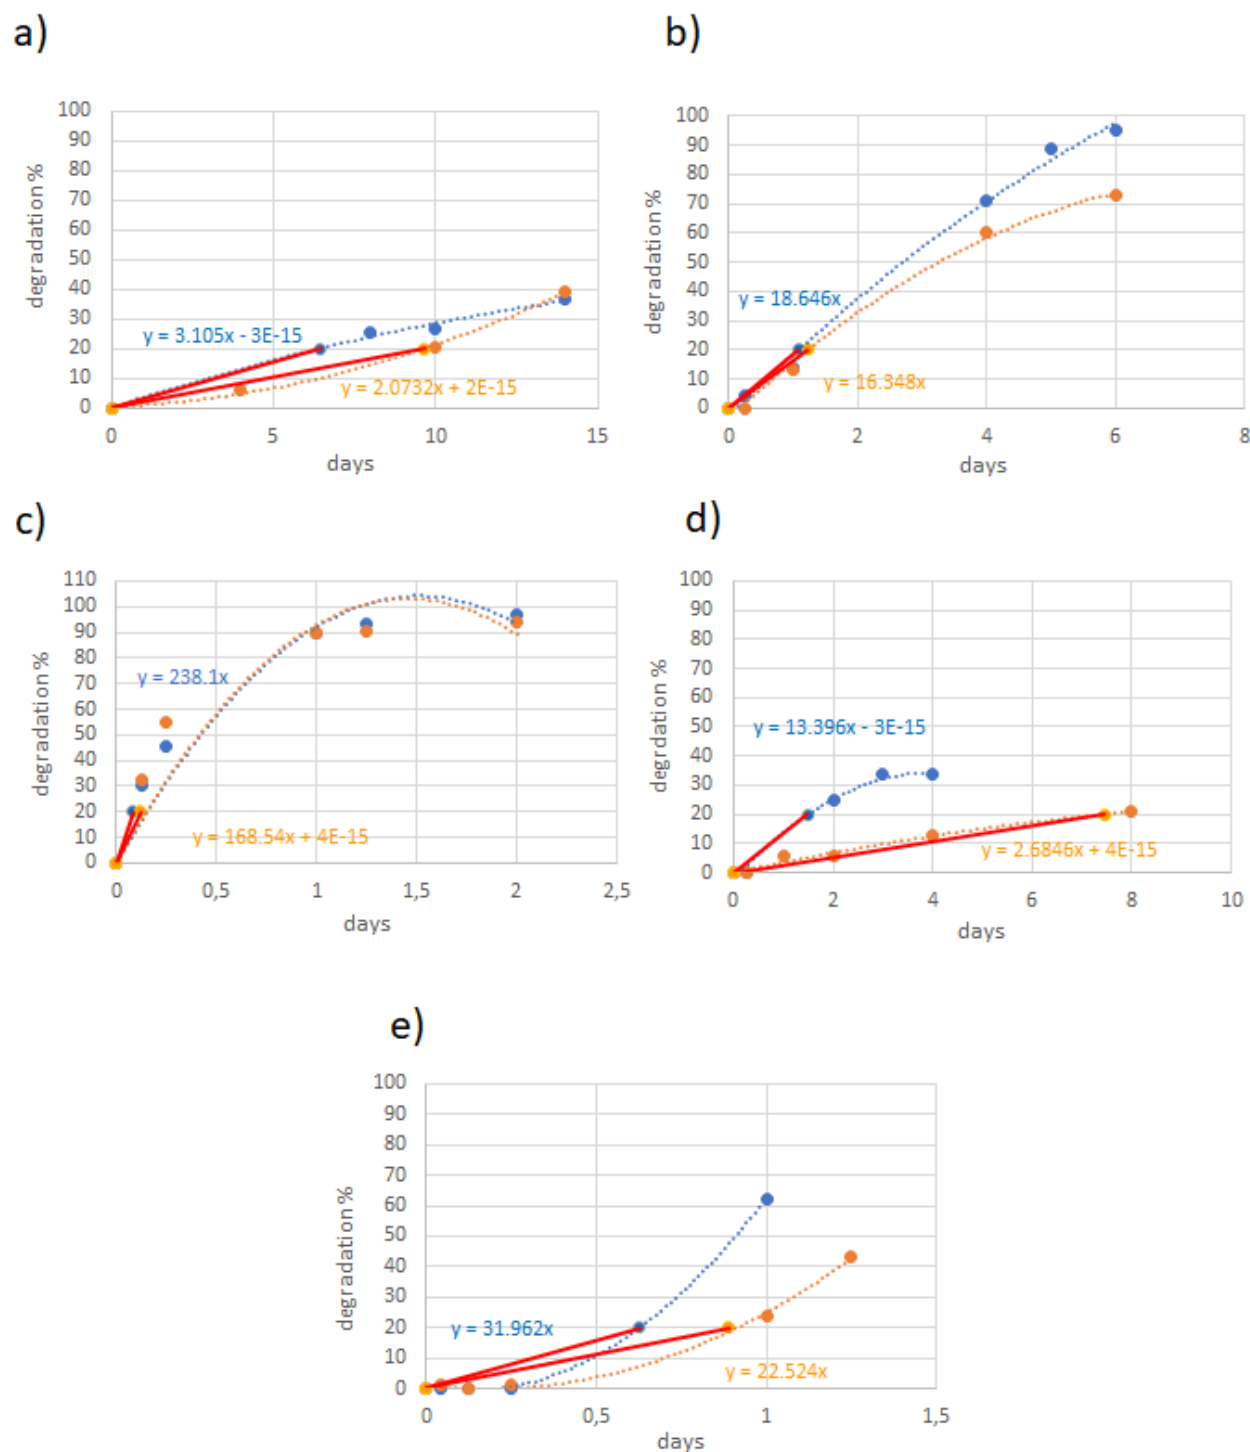 a)
100
90
80
70
60
50
40
30
20
10
0
degradation %
y = 3.105x - 3E-15
y = 2.0732x + 2E-15
0 5 10 15
days
b)
100
90
80
70
60
50
40
30
20
10
0
degradation %
y = 18.646x
y = 16.348x
0 2 4 6 8
days
c)
110
100
90
80
70
60
50
40
30
20
10
0
degradation %
y = 238.1x
y = 168.54x + 4E-15
0 0,5 1 1,5 2 2,5
days
d)
100
90
80
70
60
50
40
30
20
10
0
degrdation %
y = 13.396x - 3E-15
y = 2.6846x + 4E-15
0 2 4 6 8 10
days
e)
100
90
80
70
60
50
40
30
20
10
0
degradation %
y = 31.962x
y = 22.524x
0 0,5 1 1,5
days